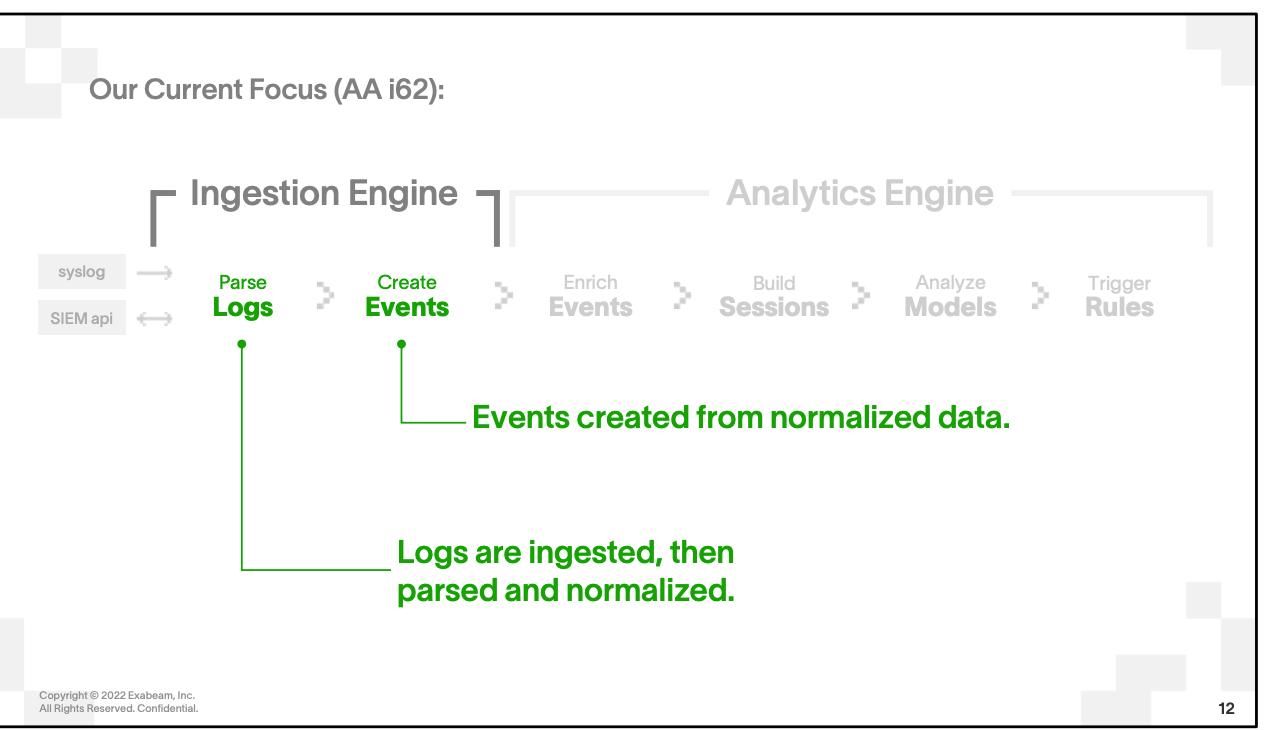 Our Current Focus (AA i62):
Ingestion Engine
Analytics Engine
syslog
SIEM api
Parse
Logs
Create
Events
Enrich
Events
Build
Sessions
Analyze
Models
Trigger
Rules
Events created from normalized data.
Logs are ingested, then
parsed and normalized.
Copyright © 2022 Exabeam, Inc.
All Rights Reserved. Confidential.
12